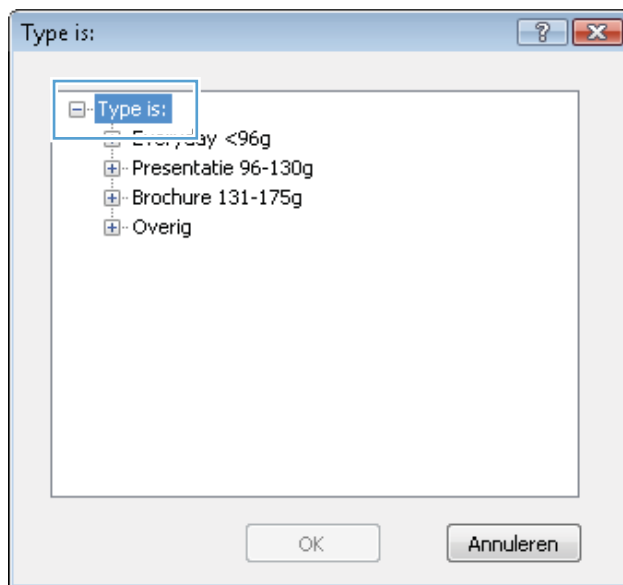 Type is:
Type is:
Everyday <96g
Presentatie 96-130g
Brochure 131-175g
Overig
OK
Annuleren